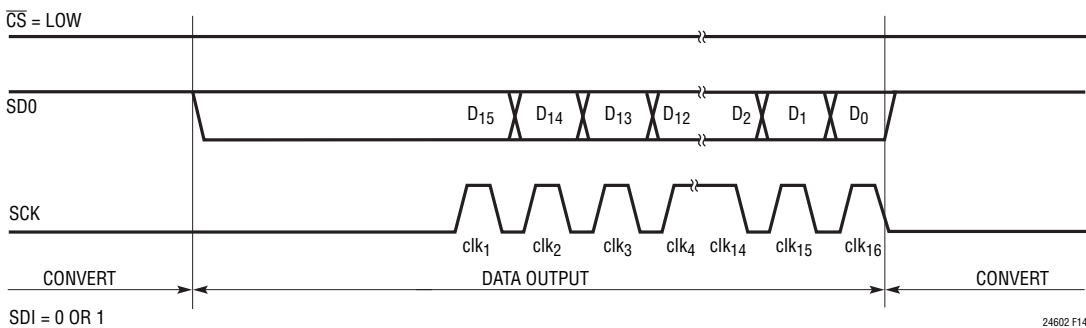 CS = LOW
SD0
D15 D14 D13 D12 D2 D1 D0
SCK
clk1 clk2 clk3 clk4 clk14 clk15 clk16
CONVERT DATA OUTPUT CONVERT
SDI = 0 OR 1
24602 F14